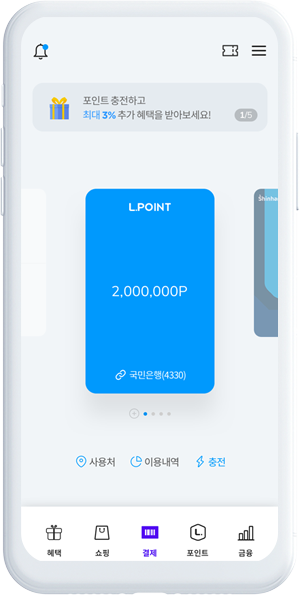 포인트 충전하고
최대 3% 추가 혜택을 받아보세요!
1/5
L.POINT
Shinha
2,000,000P
국민은행(4330)
사용처 이용내역 충전
L.
혜택 쇼핑 결제 포인트 금융